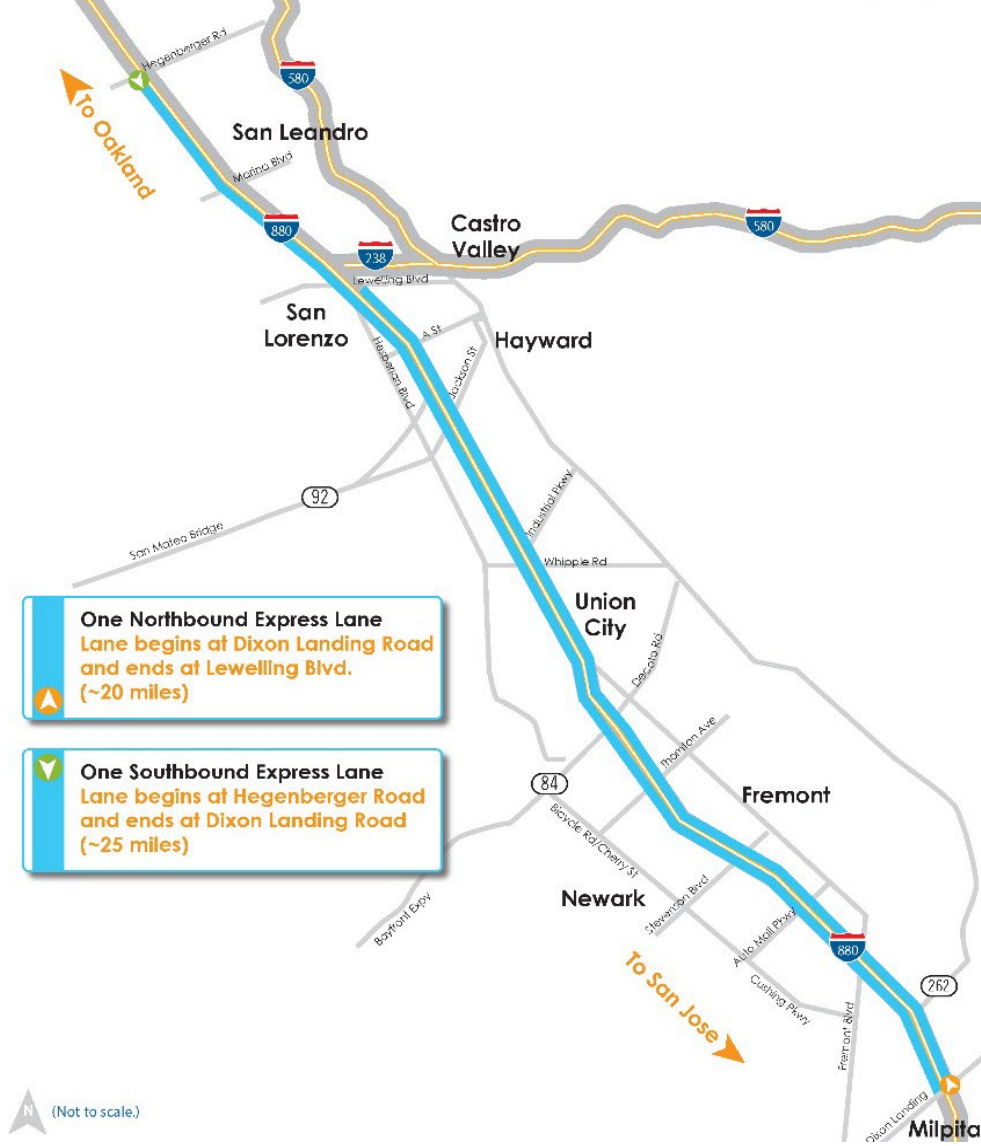 Hegenberger Rd
580
To Oakland
San Leandro
Marina Blvd
880
Castro
Valley
580
238
Lewelling Blvd
San
Lorenzo
A St
Hayward
Hesperian Blvd
Jackson St
92
San Mateo Bridge
Industrial Pkwy
Whipple Rd
Union
City
Decoto Rd
One Northbound Express Lane
Lane begins at Dixon Landing Road
and ends at Lewelling Blvd.
(~20 miles)
One Southbound Express Lane
Lane begins at Hegenberger Road
and ends at Dixon Landing Road
(~25 miles)
Thornton Ave
84
Fremont
Bicycle Rd/Cherry St
Newark
Stevenson Blvd
Bayfront Expy
Auto Mall Pkwy
880
To San Jose
Cushing Pkwy
262
Fremont Blvd
N
(Not to scale.)
Dixon Landing
Milpita